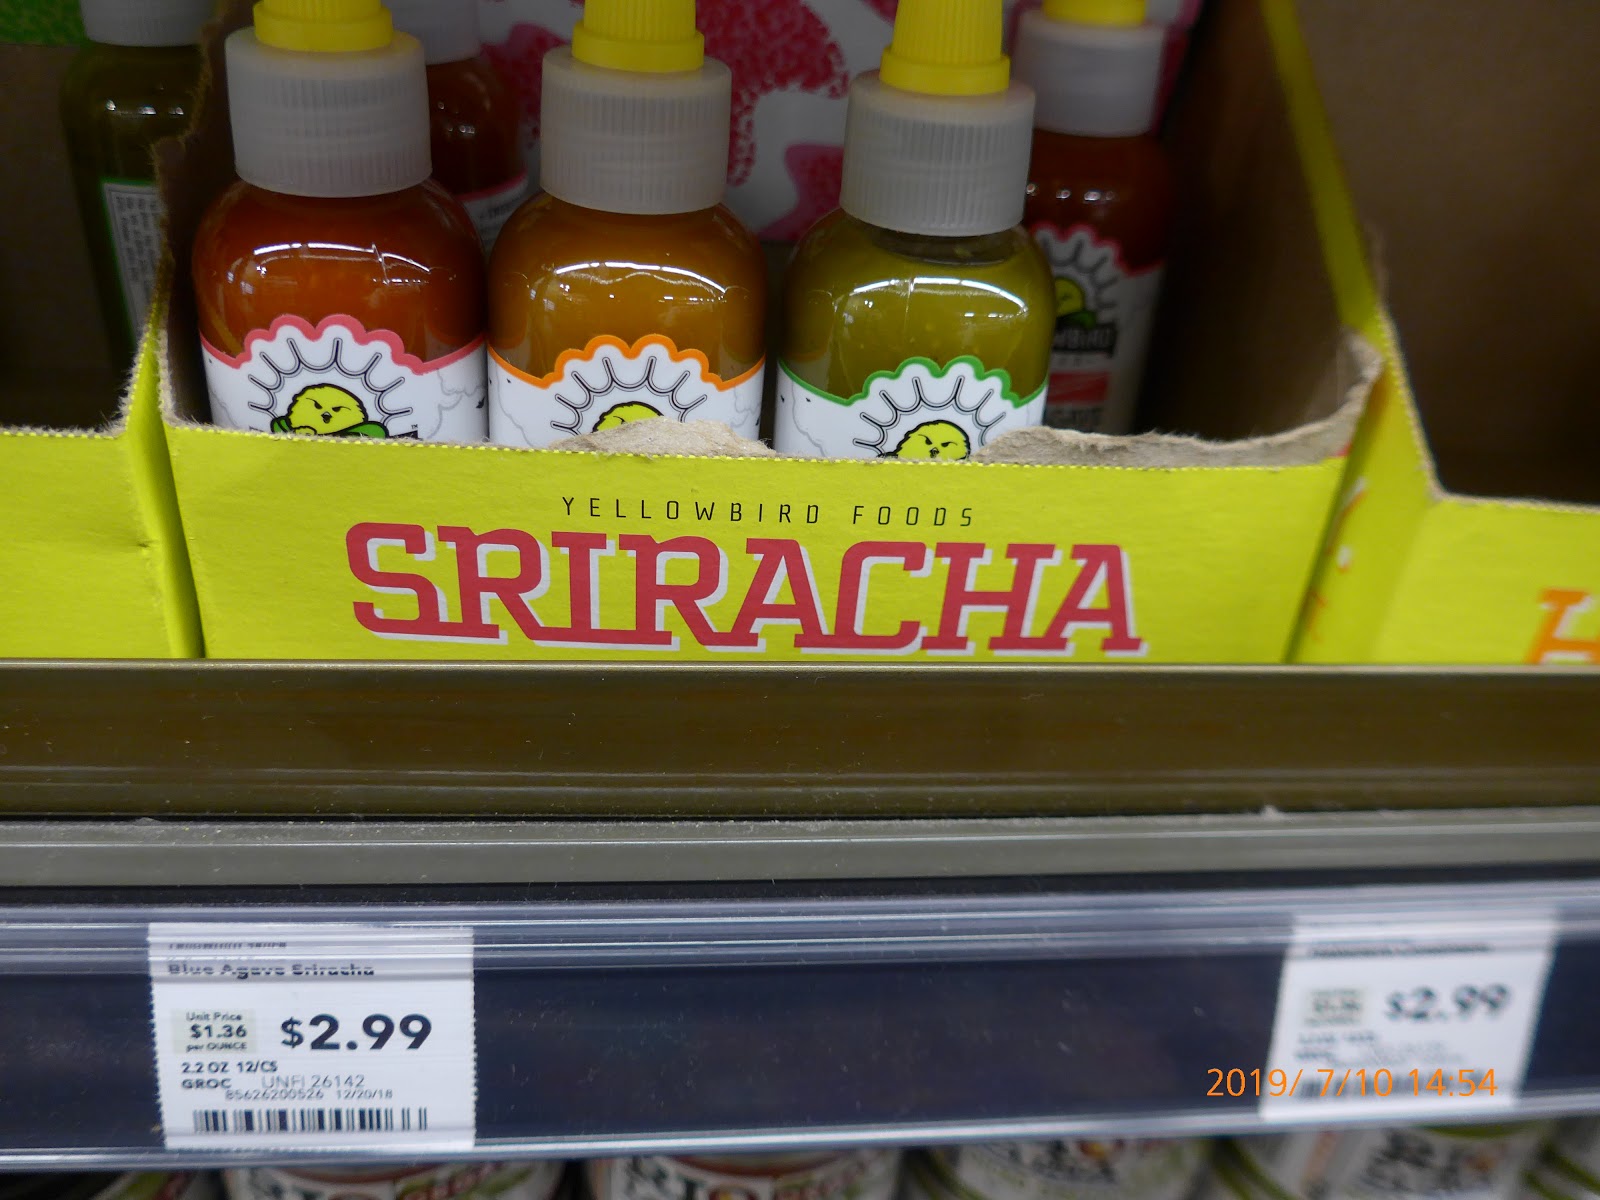 YELLOWBIRD FOODS
SRIRACHA
Blue Agave Sriracha
Unit Price
$1.36
per OUNCE
$2.99
2.2 OZ 12/CS
GROC UNFI 26142
85626200526 12/20/18
$2.99
2019/ 7/10 14:54